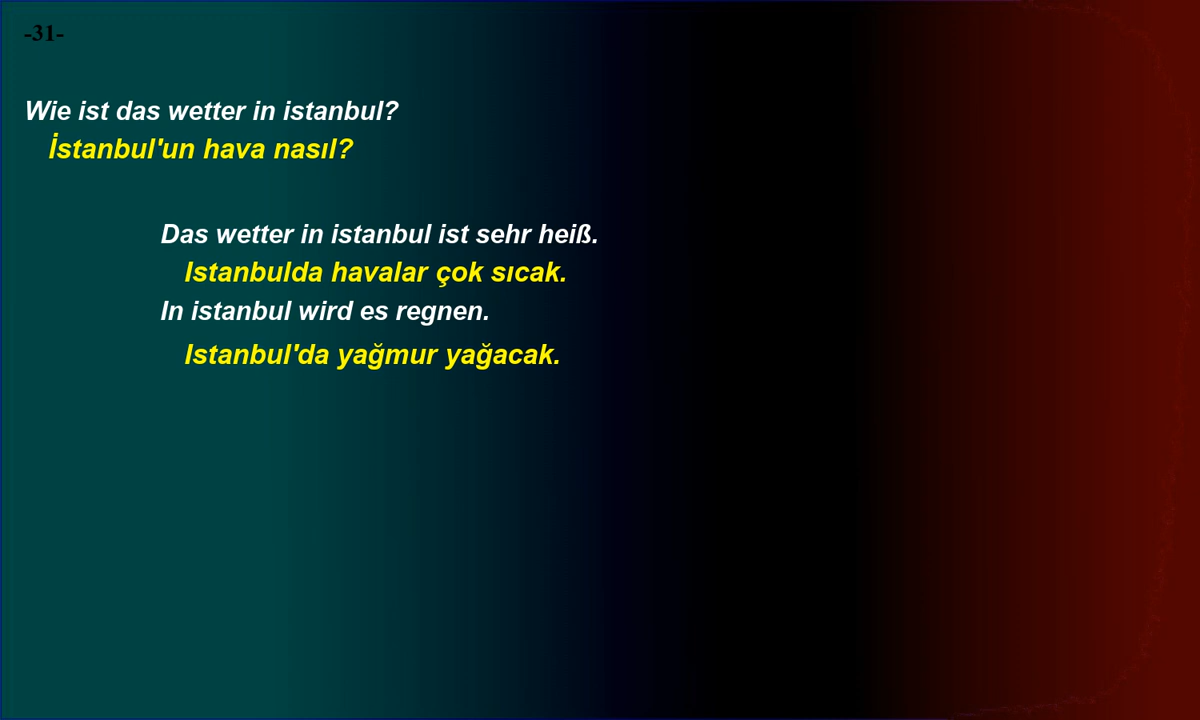 -31-
Wie ist das wetter in istanbul?
İstanbul'un hava nasıl?
Das wetter in istanbul ist sehr heiß.
Istanbulda havalar çok sıcak.
In istanbul wird es regnen.
Istanbul'da yağmur yağacak.